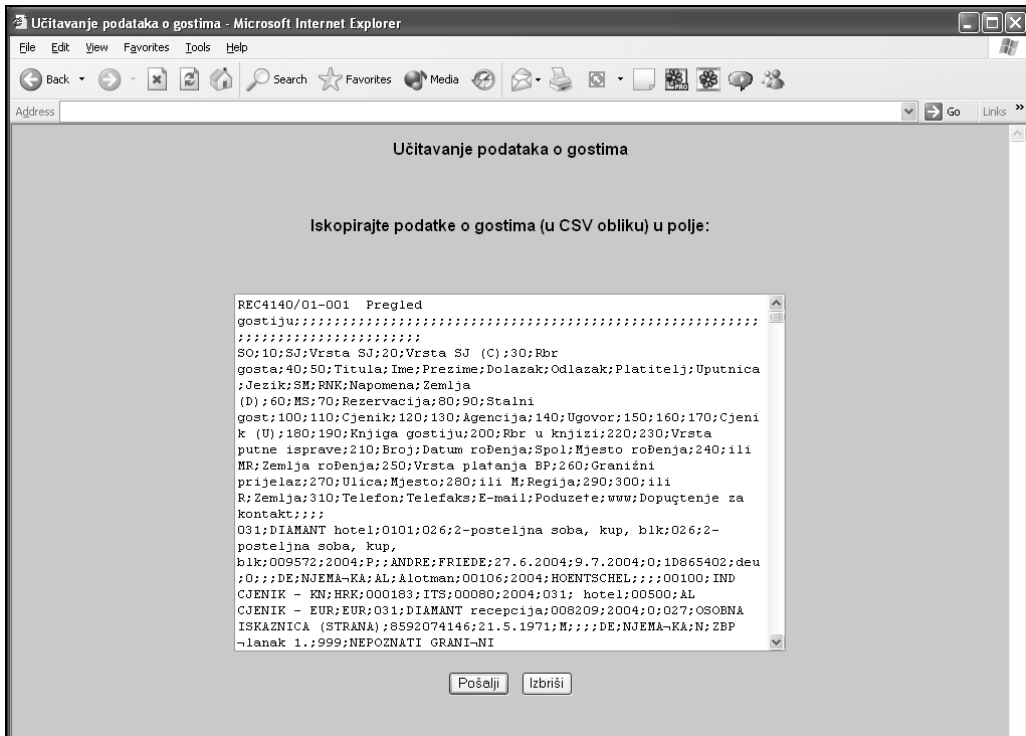 Učitavanje podataka o gostima - Microsoft Internet Explorer
File Edit View Favorites Tools Help
Back Search Favorites Media
Address Go Links »
Učitavanje podataka o gostima
Iskopirajte podatke o gostima (u CSV obliku) u polje:
REC4140/01-001 Pregled
gostiju;;;;;;;;;;;;;;;;;;;;;;;;;;;;;;;;;;;;;;;;;;;;;;;;;;;;;;;;;;
;;;;;;;;;;;;;;;;;;;;;;;
SO;10;SJ;Vrsta SJ;20;Vrsta SJ (C);30;Rbr
gosta;40;50;Titula;Ime;Prezime;Dolazak;Odlazak;Platitelj;Uputnica
;Jezik;SM;RNK;Napomena;Zemlja
(D);60;MS;70;Rezervacija;80;90;Stalni
gost;100;110;Cjenik;120;130;Agencija;140;Ugovor;150;160;170;Cjeni
k (U);180;190;Knjiga gostiju;200;Rbr u knjizi;220;230;Vrsta
putne isprave;210;Broj;Datum roĐenja;Spol;Mjesto roĐenja;240;ili
MR;Zemlja roĐenja;250;Vrsta plaťanja BP;260;Graniźni
prijelaz;270;Ulica;Mjesto;280;ili M;Regija;290;300;ili
R;Zemlja;310;Telefon;Telefaks;E-mail;Poduzeťe;www;Dopuçtenje za
kontakt;;;;
031;DIAMANT hotel;0101;026;2-posteljna soba, kup, blk;026;2-
posteljna soba, kup,
blk;009572;2004;P;;ANDRE;FRIEDE;27.6.2004;9.7.2004;0;1D865402;deu
;0;;;DE;NJEMA¬KA;AL;Alotman;00106;2004;HOENTSCHEL;;;;00100;IND
CJENIK - KN;HRK;000183;ITS;00080;2004;031; hotel;00500;AL
CJENIK - EUR;EUR;031;DIAMANT recepcija;008209;2004;0;027;OSOBNA
ISKAZNICA (STRANA);8592074146;21.5.1971;M;;;;DE;NJEMA¬KA;N;ZBP
¬lanak 1.;999;NEPOZNATI GRANI¬NI
Pošalji Izbriši